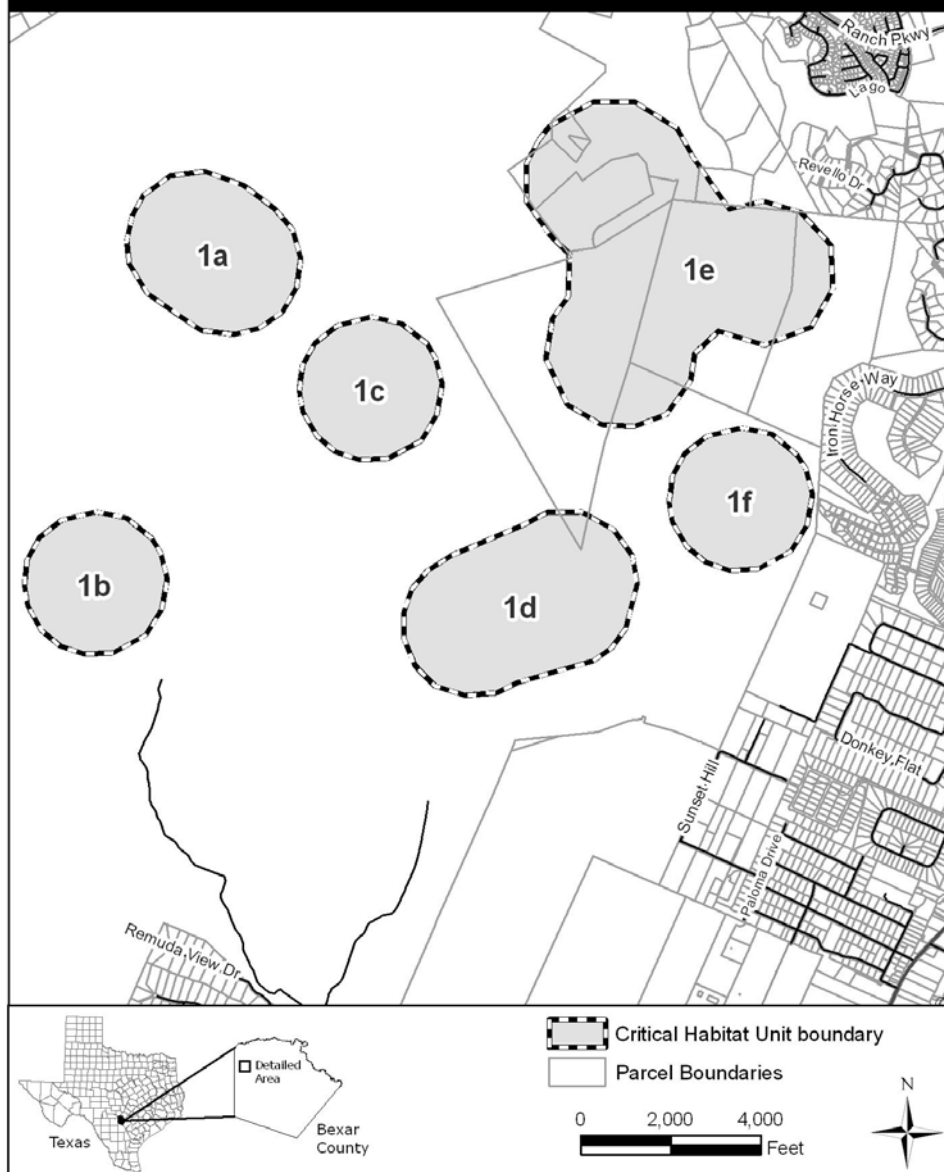 Ranch Pkwy
Lago
Revello Dr
1a
1e
1c
Iron Horse Way
1f
1b
1d
Donkey Flat
Sunset Hill
Paloma Drive
Remuda View Dr
Critical Habitat Unit boundary
Detailed
Area
Parcel Boundaries
N
0 2,000 4,000
Feet
Texas
Bexar
County